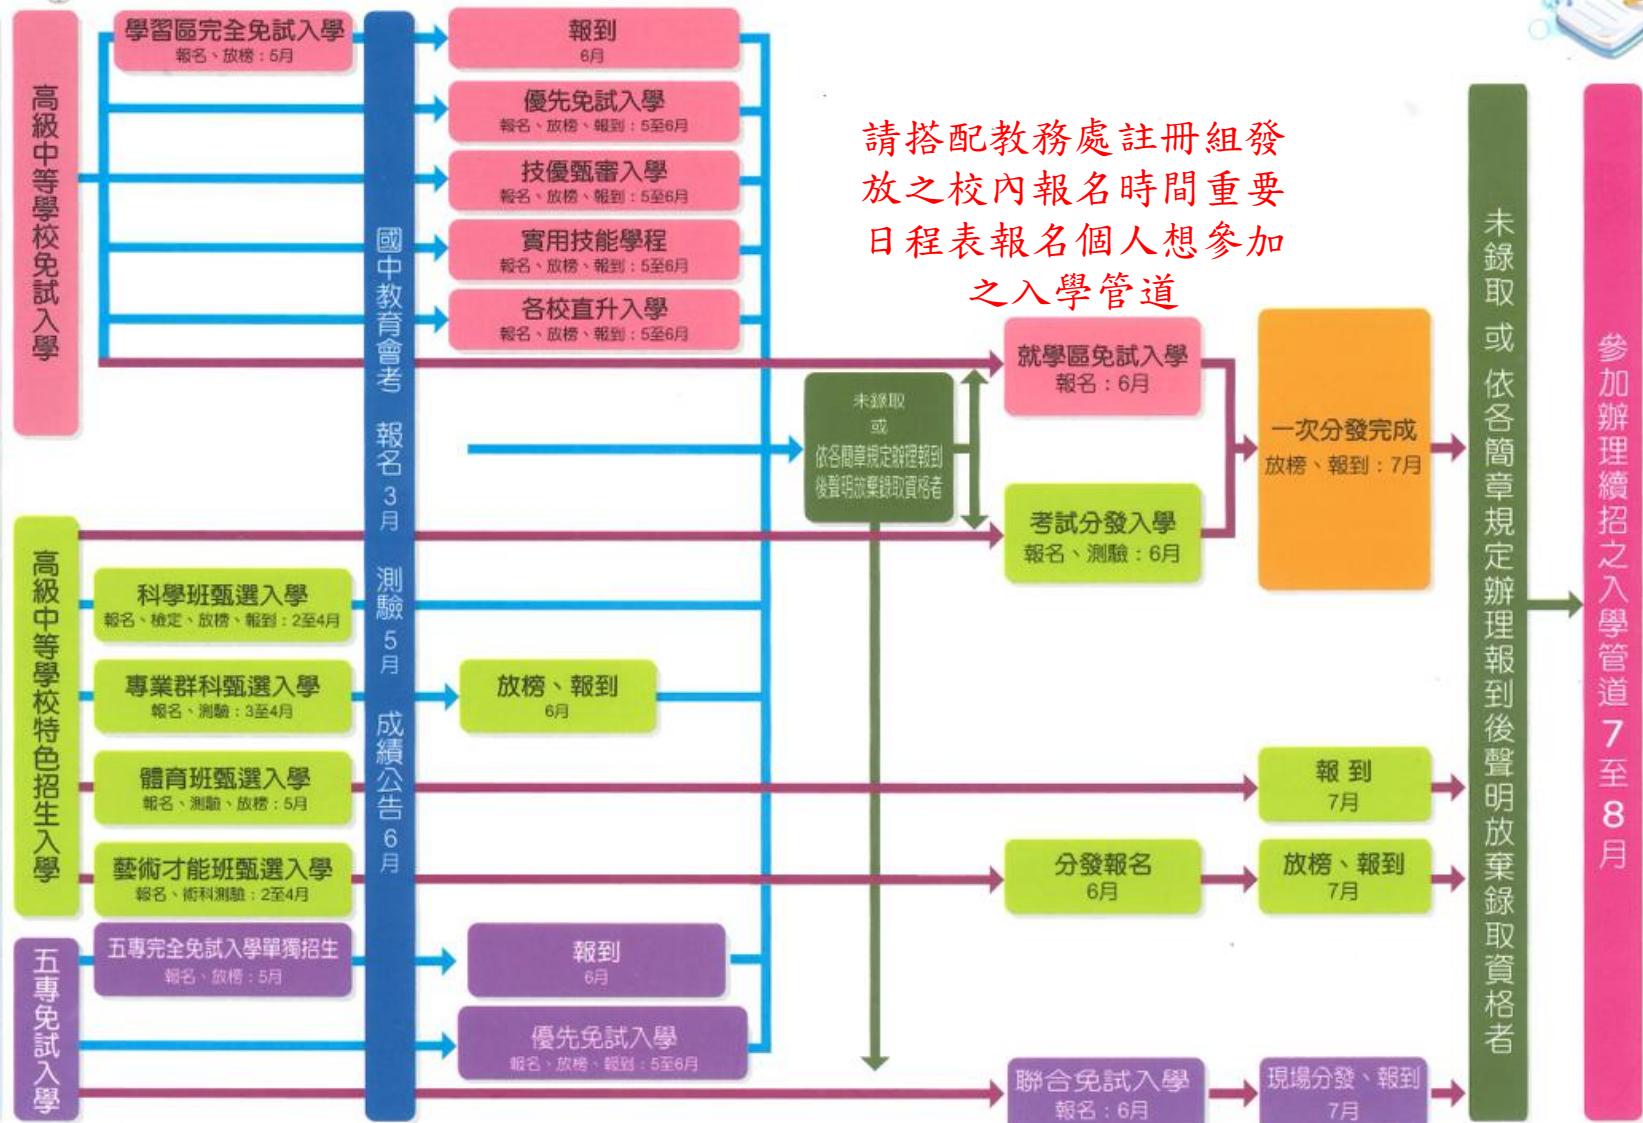 高級中等學校免試入學
學習區完全免試入學
報名、放榜：5月
報到
6月
優先免試入學
報名、放榜、報到：5至6月
技優甄審入學
報名、放榜、報到：5至6月
實用技能學程
報名、放榜、報到：5至6月
各校直升入學
報名、放榜、報到：5至6月
國中教育會考 報名3月 測驗5月 成績公告6月
請搭配教務處註冊組發
放之校內報名時間重要
日程表報名個人想參加
之入學管道
就學區免試入學
報名：6月
未錄取
或
依各簡章規定辦理報到
後聲明放棄錄取資格者
考試分發入學
報名、測驗：6月
一次分發完成
放榜、報到：7月
高級中等學校特色招生入學
科學班甄選入學
報名、檢定、放榜、報到：2至4月
專業群科甄選入學
報名、測驗：3至4月
放榜、報到
6月
體育班甄選入學
報名、測驗、放榜：5月
報到
7月
藝術才能班甄選入學
報名、術科測驗：2至4月
分發報名
6月
放榜、報到
7月
五專免試入學
五專完全免試入學單獨招生
報名、放榜：5月
報到
6月
優先免試入學
報名、放榜、報到：5至6月
聯合免試入學
報名：6月
現場分發、報到
7月
未錄取 或 依各簡章規定辦理報到後聲明放棄錄取資格者
參加辦理續招之入學管道7至8月